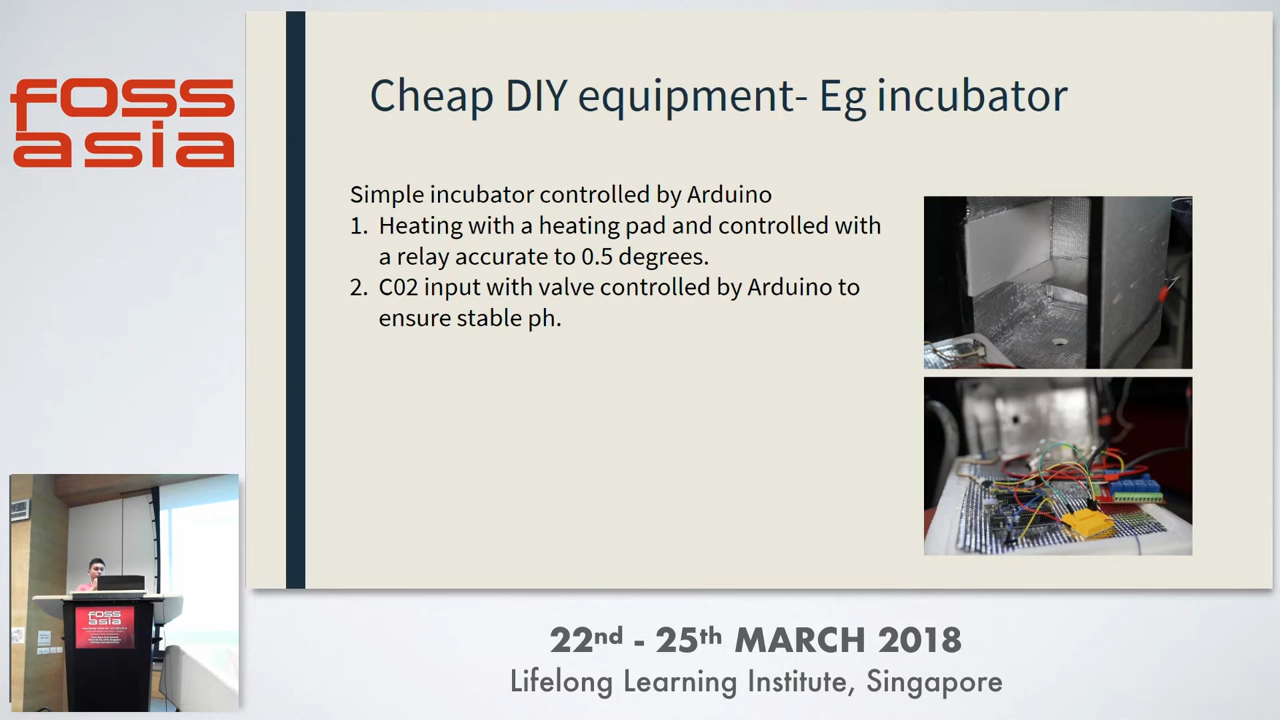 foss
asia
Cheap DIY equipment- Eg incubator
Simple incubator controlled by Arduino
1. Heating with a heating pad and controlled with
a relay accurate to 0.5 degrees.
2. C02 input with valve controlled by Arduino to
ensure stable ph.
foss
asia
22nd - 25th MARCH 2018
Lifelong Learning Institute, Singapore